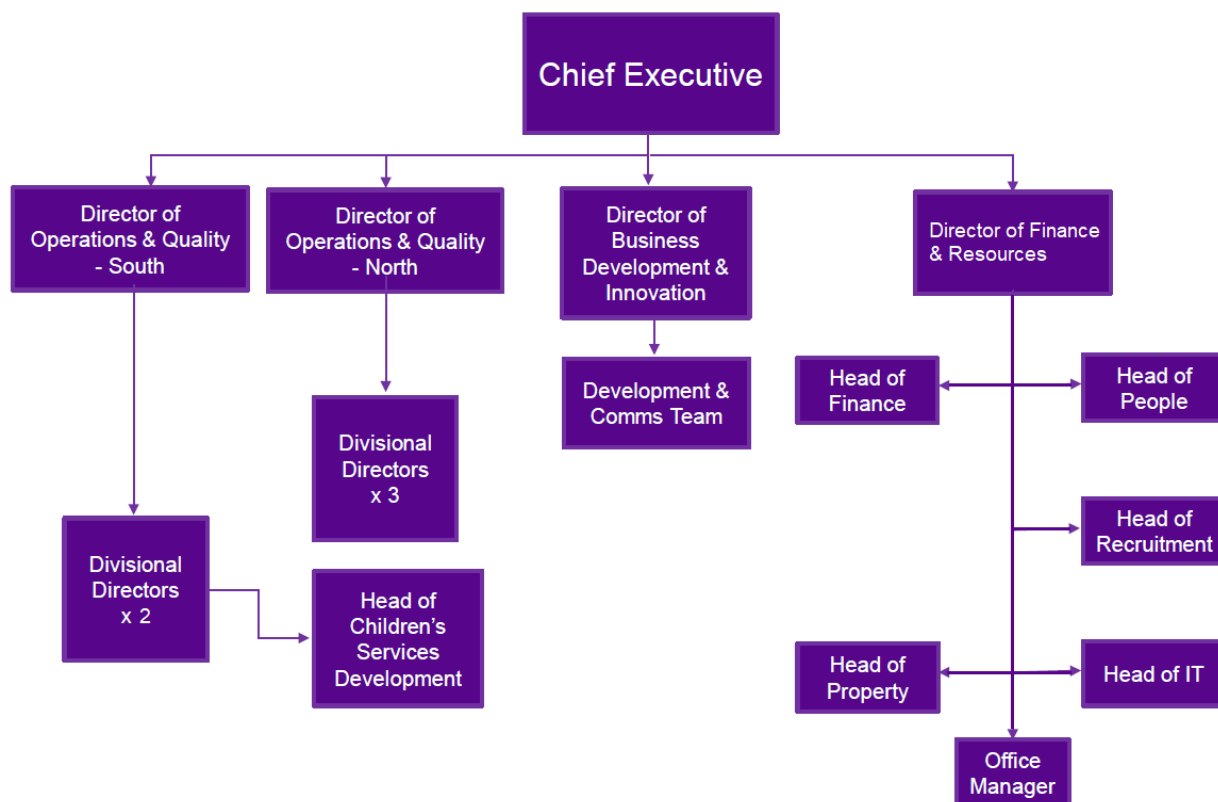 Chief Executive
Director of
Operations & Quality
- South
Director of
Operations & Quality
- North
Director of
Business
Development &
Innovation
Director of Finance
& Resources
Head of
Finance
Head of
People
Development &
Comms Team
Divisional
Directors
x 3
Divisional
Directors
x 2
Head of
Recruitment
Head of
Children’s
Services
Development
Head of
Property
Head of IT
Office
Manager